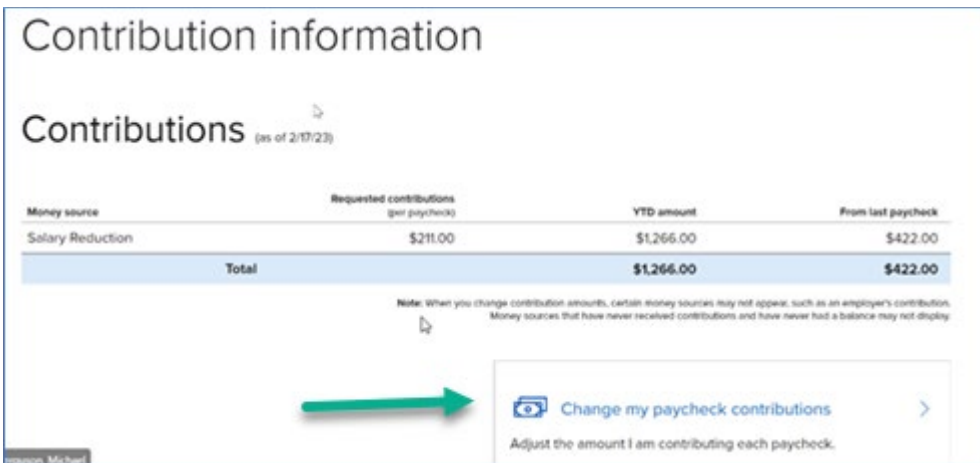 Contribution information
Contributions (as of 2/17/23)
Money source Requested contributions (per paycheck) YTD amount From last paycheck
Salary Reduction $211.00 $1,266.00 $422.00
Total $1,266.00 $422.00
Note: When you change contribution amounts, certain money sources may not appear, such as an employer's contribution.
Money sources that have never received contributions and have never had a balance may not display.
Change my paycheck contributions
Adjust the amount I am contributing each paycheck.
Michael